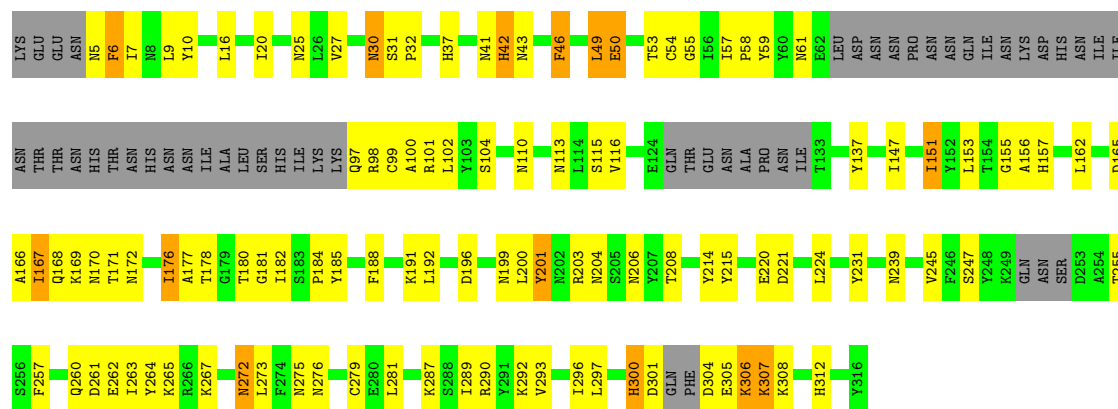 LYS GLU GLU ASN N5 F6 I7 N8 L9 Y10 L16 I20 N25 L26 V27 N30 S31 P32 H37 N41 H42 N43 F46 L49 E50 T53 C54 G55 I56 I57 P58 Y59 Y60 N61 E62 LEU ASP ASN ASN PRO ASN ASN GLN ILE ASN LYS ASP HIS ASN ILE ILE
ASN THR THR ASN HIS THR ASN HIS ASN ASN ILE ALA LEU SER HIS ILE LYS LYS Q97 R98 C99 A100 R101 L102 Y103 S104 N110 N113 L114 S115 V116 E124 GLN THR GLU ASN ALA PRO ASN ILE T133 Y137 I147 I151 Y152 L153 T154 G155 A156 H157 L162 D165
A166 I167 Q168 K169 N170 T171 N172 I176 A177 T178 G179 T180 G181 I182 S183 P184 Y185 F188 K191 L192 D196 N199 L200 Y201 N202 R203 N204 S205 N206 Y207 T208 Y214 Y215 E220 D221 L224 Y231 N239 V245 F246 S247 Y248 K249 GLN ASN SER D253 A254 T255
S256 F257 Q260 D261 E262 I263 Y264 K265 R266 K267 N272 L273 F274 N275 N276 C279 E280 L281 K287 S288 I289 R290 Y291 K292 V293 I296 L297 H300 D301 GLN PHE D304 E305 K306 K307 K308 H312 Y316